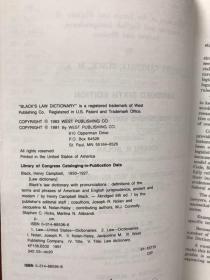 "BLACK'S LAW DICTIONARY" is a registered trademark of West
Publishing Co. Registered in U.S. Patent and Trademark Office.
COPYRIGHT © 1983 WEST PUBLISHING CO.
COPYRIGHT © 1991 By WEST PUBLISHING CO.
610 Opperman Drive
P.O. Box 64526
St. Paul, MN 55164-0526
All rights reserved
Printed in the United States of America
Library of Congress Cataloging-in-Publication Data
Black, Henry Campbell, 1860-1927.
[Law dictionary]
Black's law dictionary with pronunciations : definitions of the
terms and phrases of American and English jurisprudence, ancient and
modern / by Henry Campbell Black. — Abridged 6th ed. / by the
publisher's editorial staff ; coauthors, Joseph R. Nolan and
Jacqueline M. Nolan-Haley ; contributing authors, M.J. Connolly,
Stephen C. Hicks, Martina N. Alibrandi.
p. cm.
ISBN 0-314-88536-6
1. Law—United States—Dictionaries. 2. Law—Dictionaries.
I. Nolan, Joseph R. II. Nolan-Haley, Jacqueline M. III. West
Publishing Company. IV. Title. V. Title: Law dictionary.
KF156.B53 1991
ISBN 0-314-88536-6